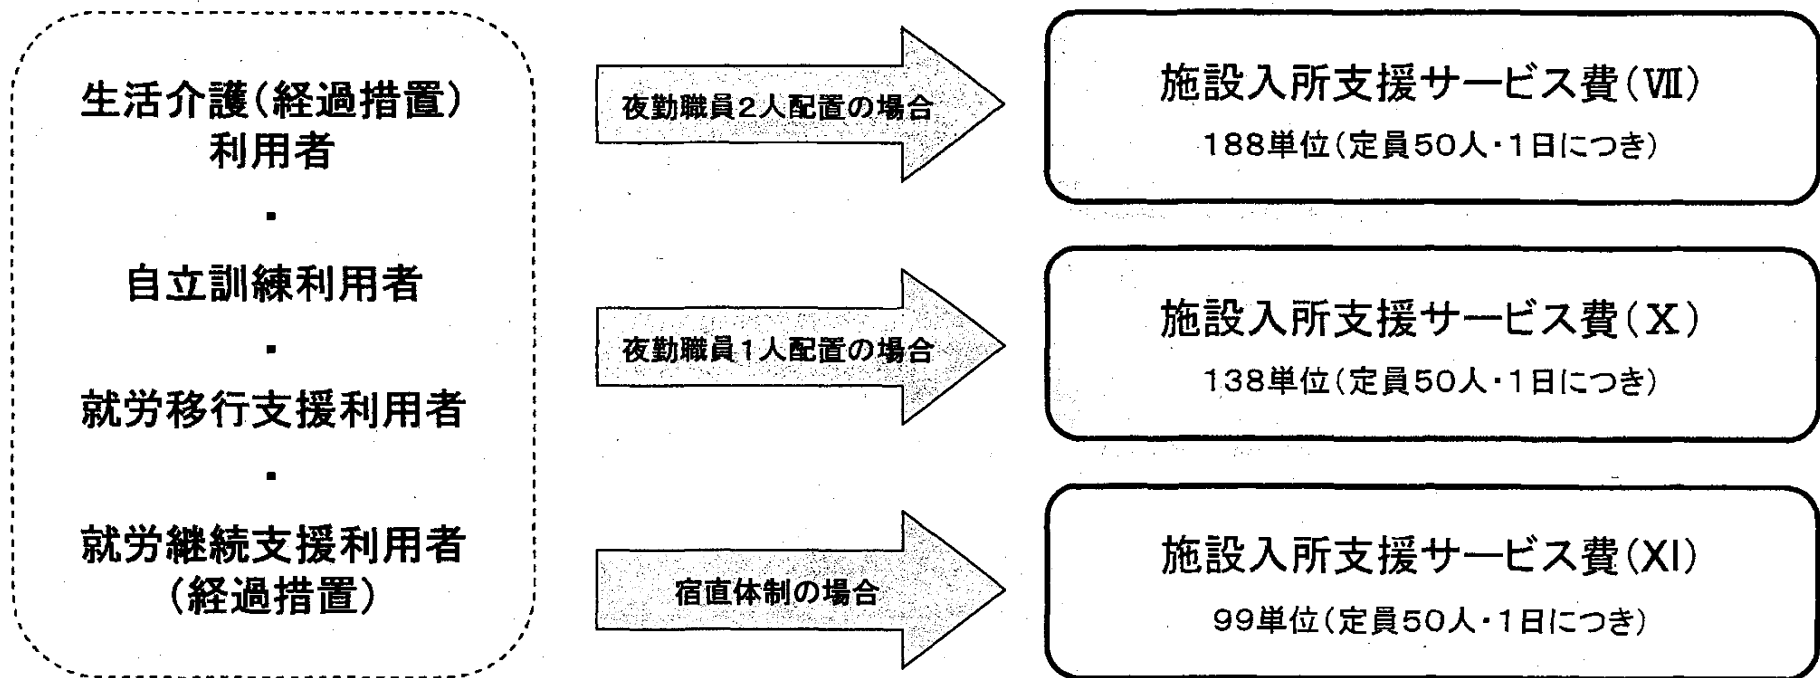 生活介護(経過措置)
利用者
・
自立訓練利用者
・
就労移行支援利用者
・
就労継続支援利用者
(経過措置)
夜勤職員2人配置の場合
施設入所支援サービス費(Ⅶ)
188単位(定員50人・1日につき)
夜勤職員1人配置の場合
施設入所支援サービス費(Ⅹ)
138単位(定員50人・1日につき)
宿直体制の場合
施設入所支援サービス費(XI)
99単位(定員50人・1日につき)